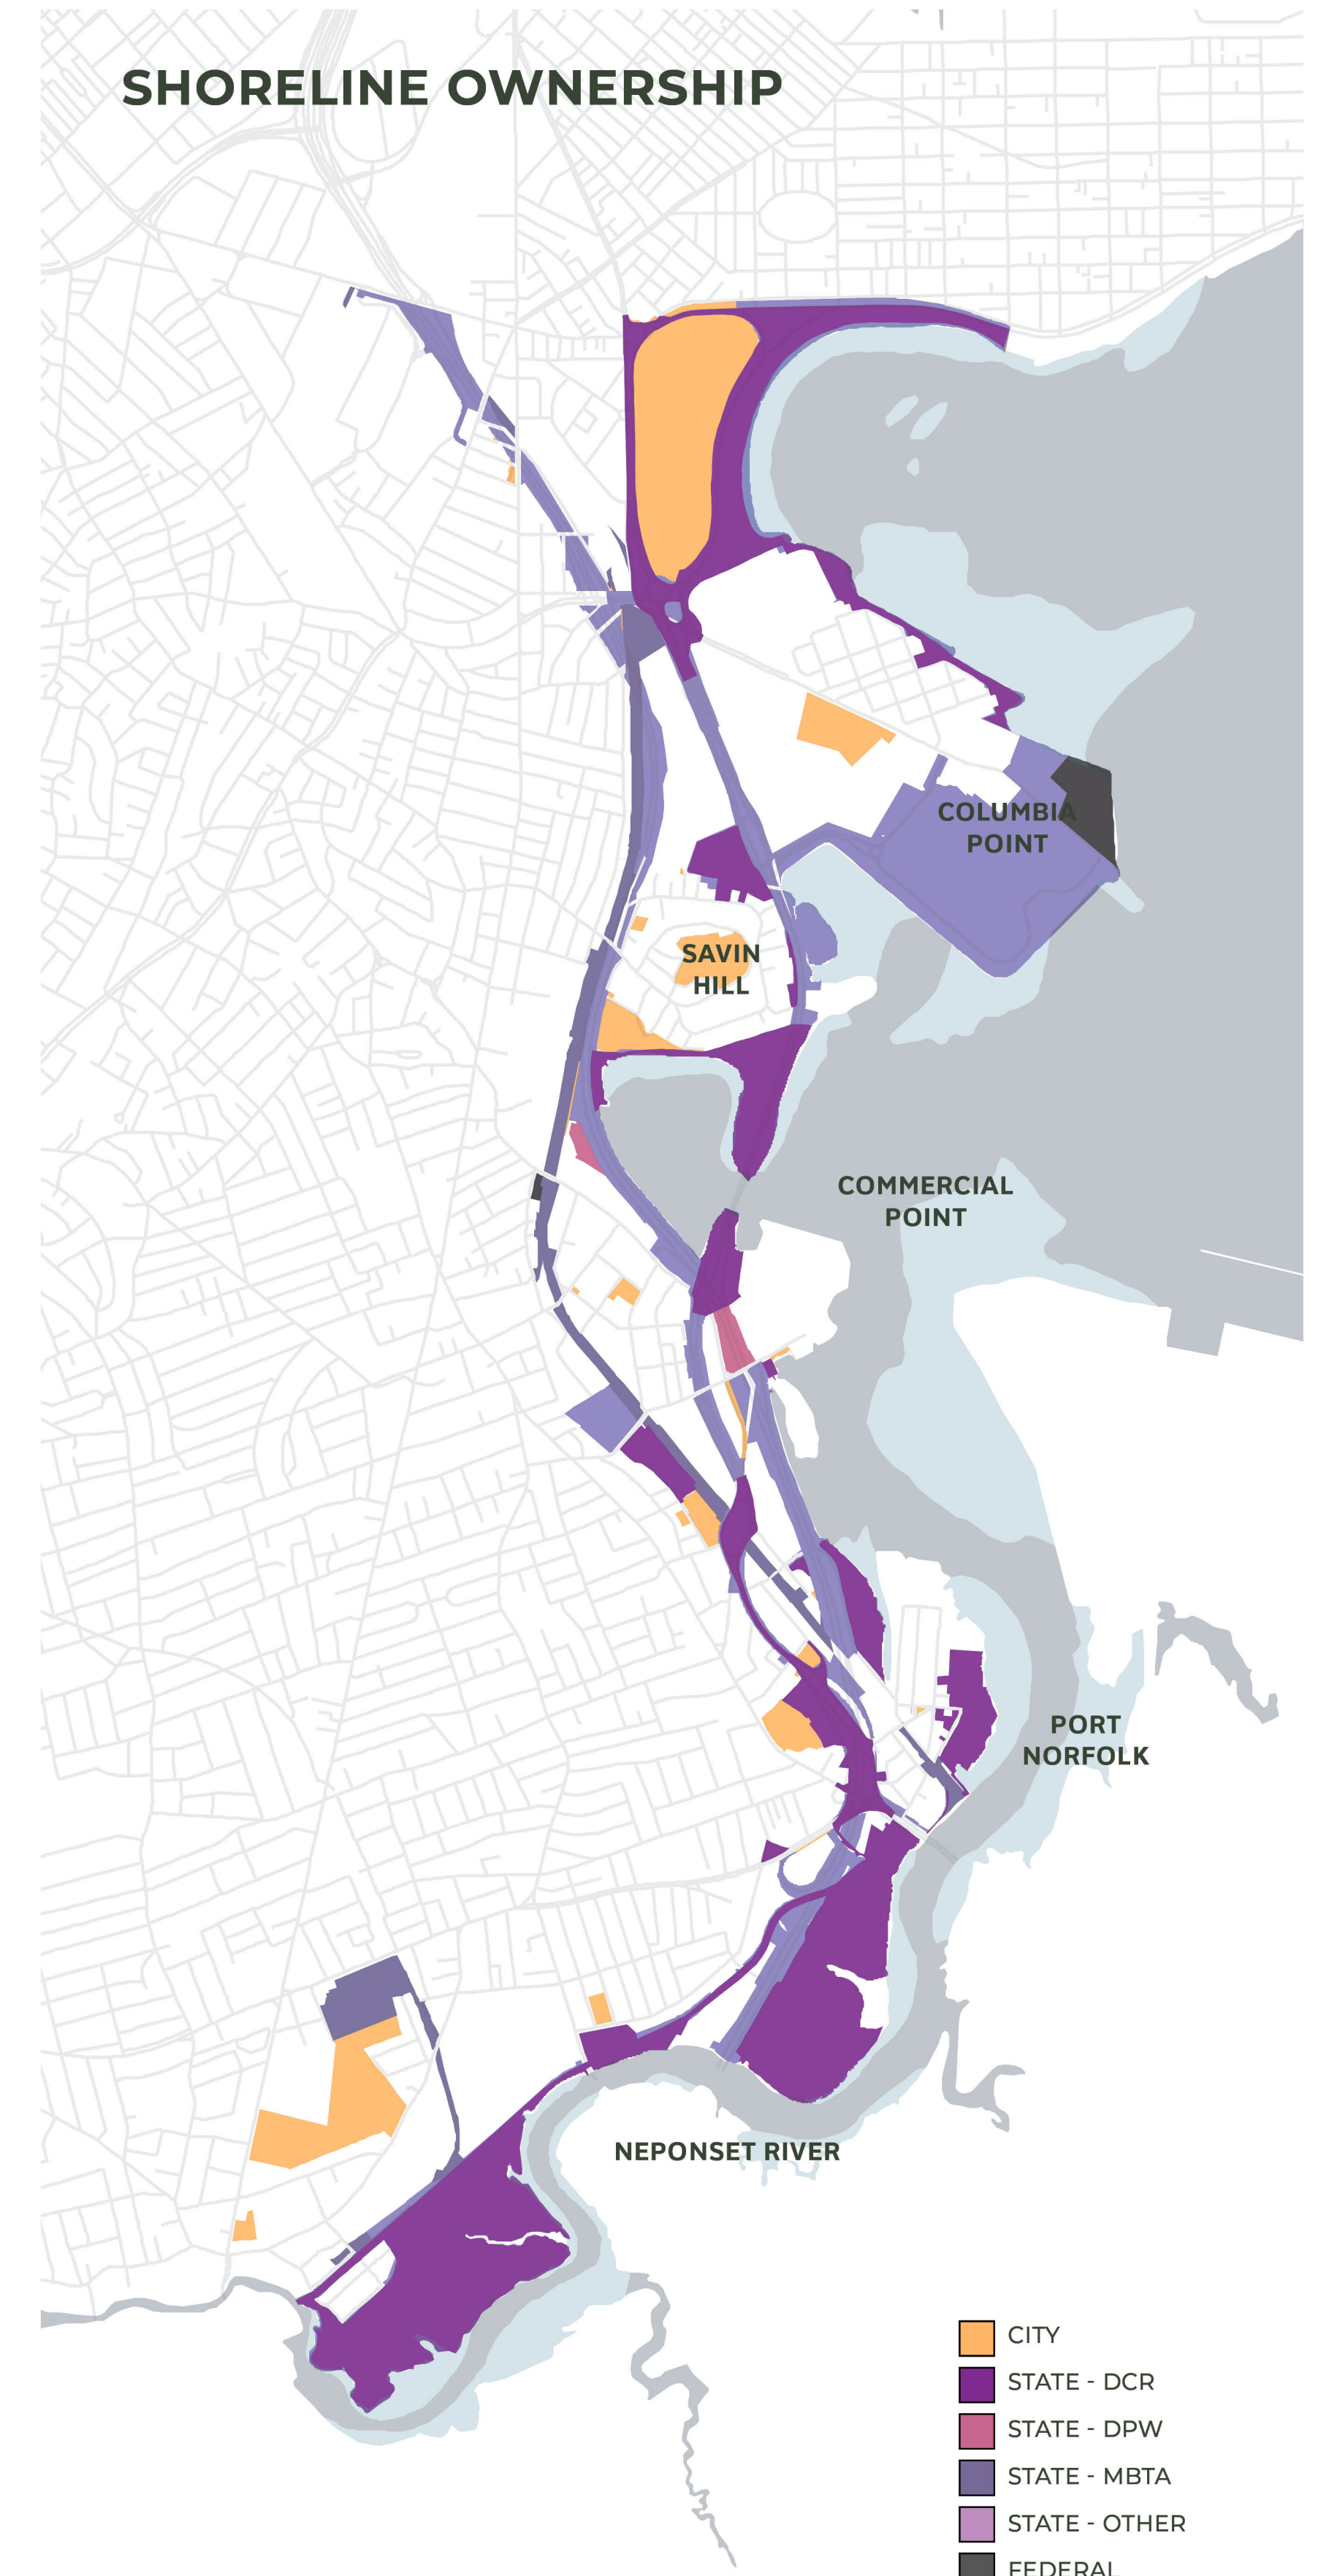 SHORELINE OWNERSHIP
COLUMBIA
POINT
SAVIN
HILL
COMMERCIAL
POINT
PORT
NORFOLK
NEPONSET RIVER
CITY
STATE - DCR
STATE - DPW
STATE - MBTA
STATE - OTHER
FEDERAL